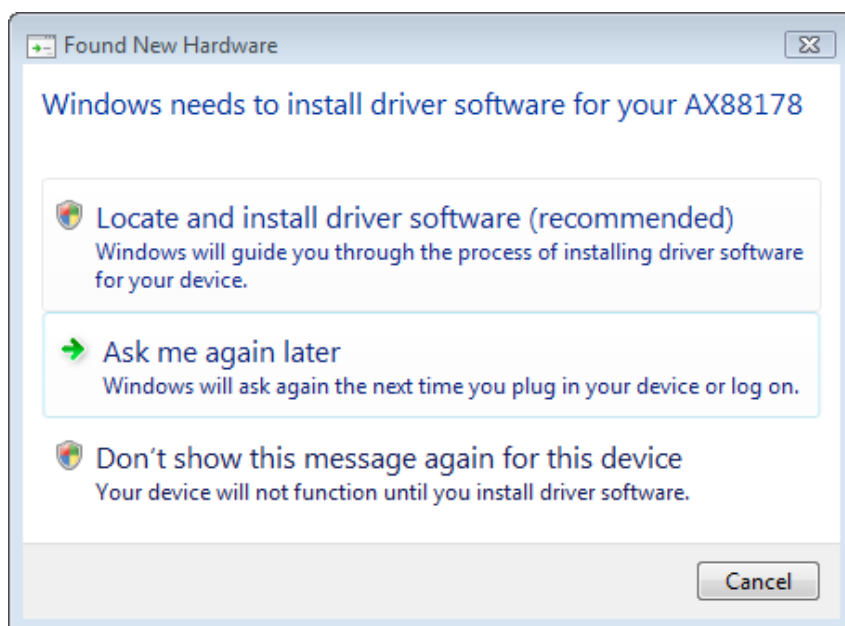 Found New Hardware
Windows needs to install driver software for your AX88178
Locate and install driver software (recommended)
Windows will guide you through the process of installing driver software
for your device.
Ask me again later
Windows will ask again the next time you plug in your device or log on.
Don't show this message again for this device
Your device will not function until you install driver software.
Cancel